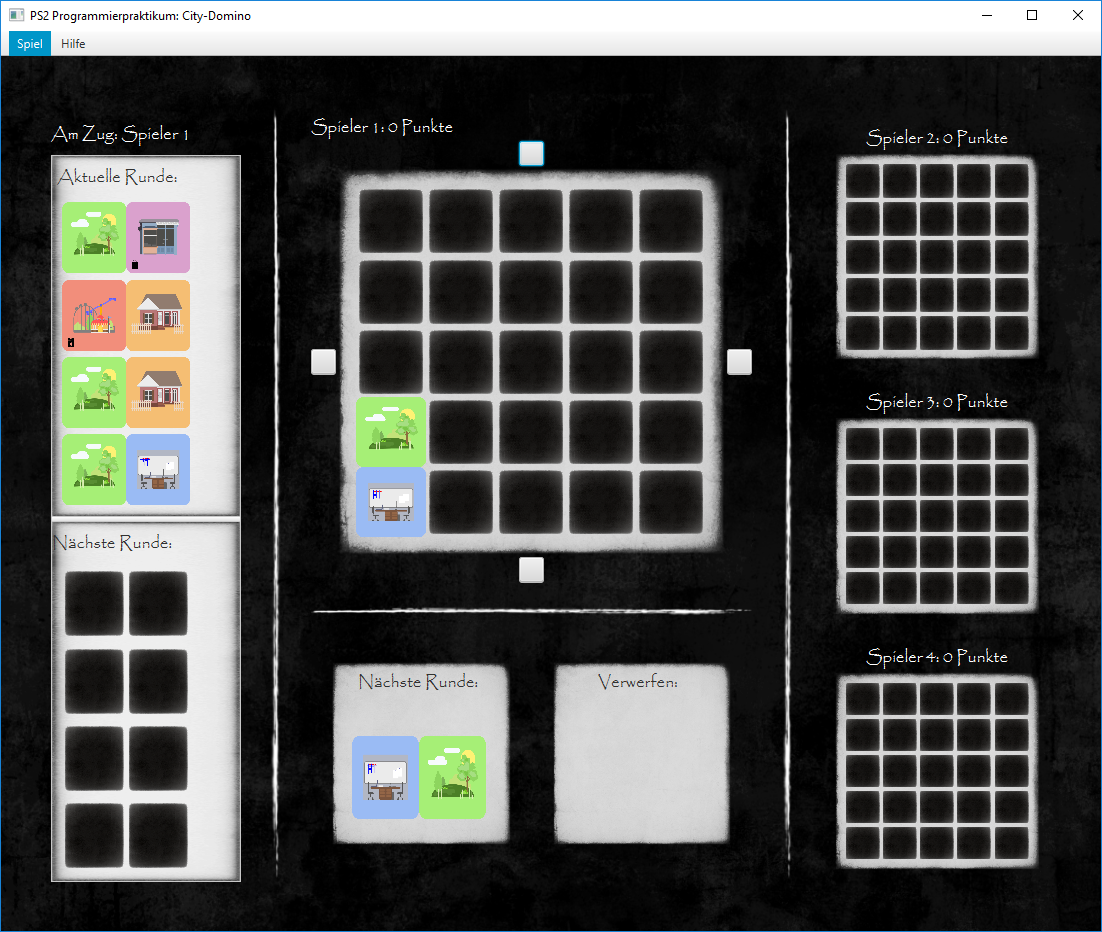 PS2 Programmierpraktikum: City-Domino
Spiel Hilfe
Am Zug: Spieler 1
Aktuelle Runde:
Nächste Runde:
Spieler 1: 0 Punkte
Nächste Runde:
Verwerfen:
Spieler 2: 0 Punkte
Spieler 3: 0 Punkte
Spieler 4: 0 Punkte